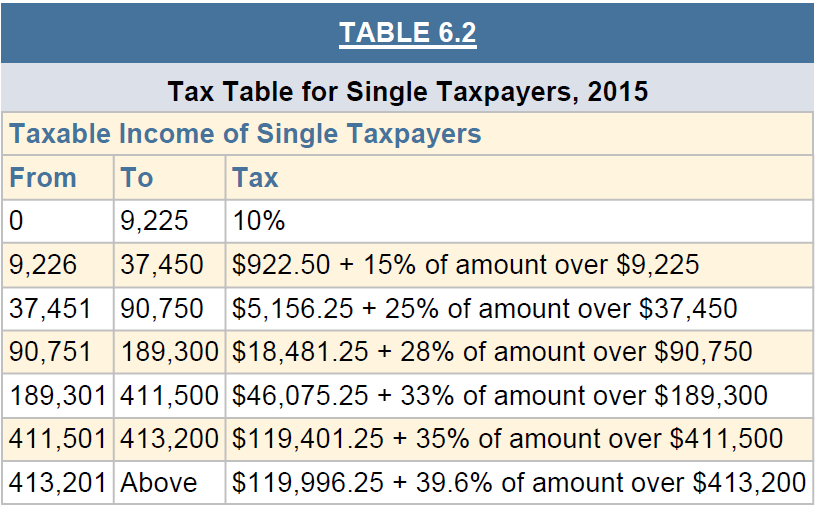 TABLE 6.2
Tax Table for Single Taxpayers, 2015
Taxable Income of Single Taxpayers
From To Tax
0 9,225 10%
9,226 37,450 $922.50 + 15% of amount over $9,225
37,451 90,750 $5,156.25 + 25% of amount over $37,450
90,751 189,300 $18,481.25 + 28% of amount over $90,750
189,301 411,500 $46,075.25 + 33% of amount over $189,300
411,501 413,200 $119,401.25 + 35% of amount over $411,500
413,201 Above $119,996.25 + 39.6% of amount over $413,200